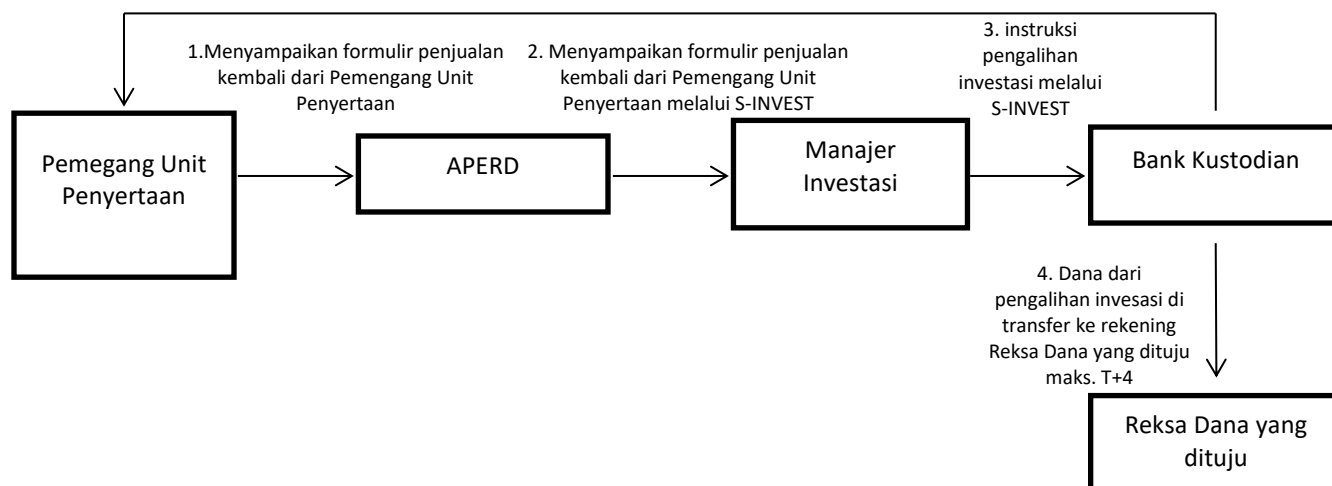 1.Menyampaikan formulir penjualan
kembali dari Pemengang Unit
Penyertaan
2. Menyampaikan formulir penjualan
kembali dari Pemengang Unit
Penyertaan melalui S-INVEST
3. instruksi
pengalihan
investasi melalui
S-INVEST
Pemegang Unit
Penyertaan
APERD
Manajer
Investasi
Bank Kustodian
4. Dana dari
pengalihan invesasi di
transfer ke rekening
Reksa Dana yang dituju
maks. T+4
Reksa Dana yang
dituju